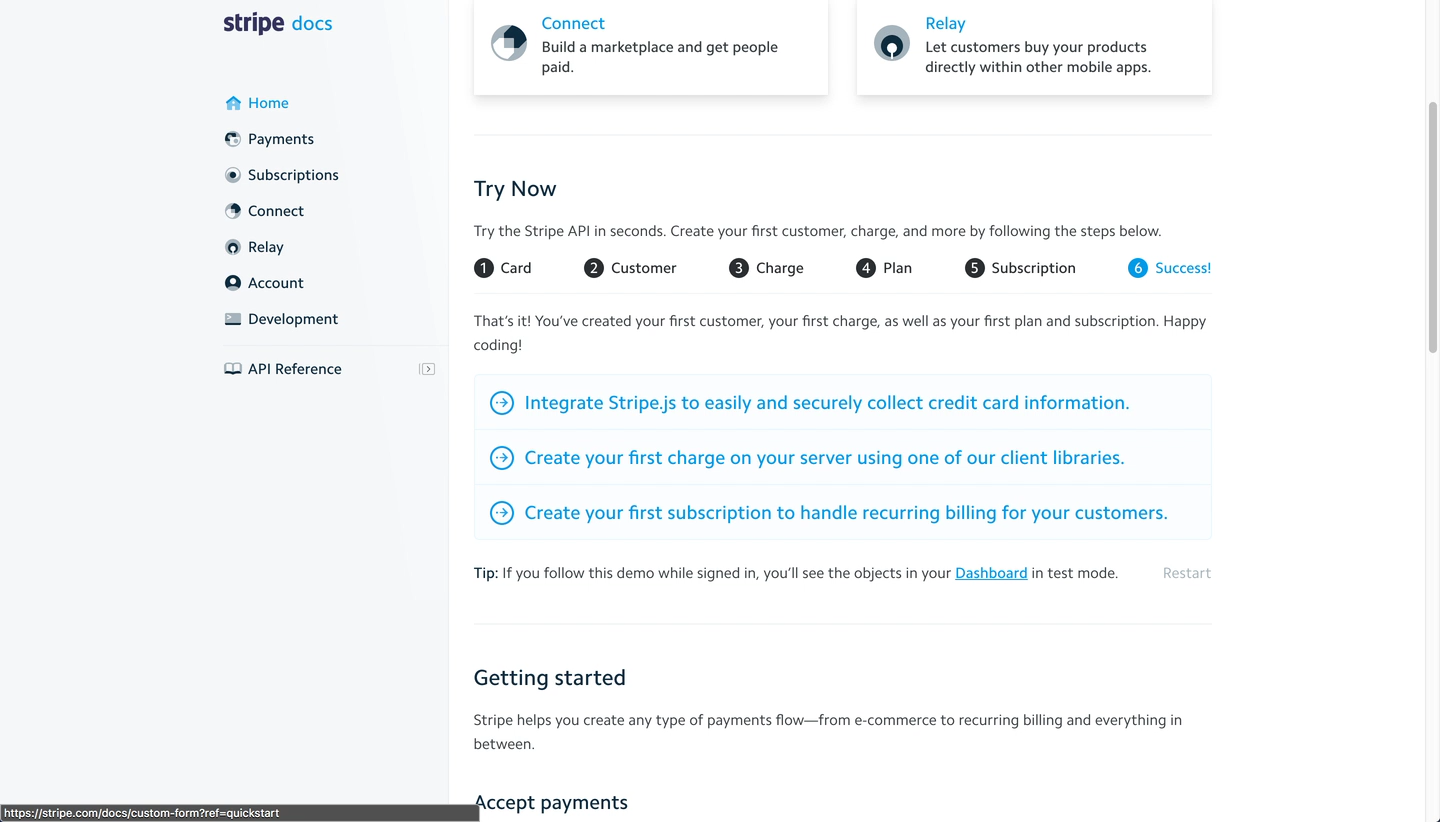 stripe docs
Home
Payments
Subscriptions
Connect
Relay
Account
Development
API Reference
Connect
Build a marketplace and get people
paid.
Relay
Let customers buy your products
directly within other mobile apps.
Try Now
Try the Stripe API in seconds. Create your first customer, charge, and more by following the steps below.
1 Card 2 Customer 3 Charge 4 Plan 5 Subscription 6 Success!
That’s it! You’ve created your first customer, your first charge, as well as your first plan and subscription. Happy
coding!
Integrate Stripe.js to easily and securely collect credit card information.
Create your first charge on your server using one of our client libraries.
Create your first subscription to handle recurring billing for your customers.
Tip: If you follow this demo while signed in, you’ll see the objects in your Dashboard in test mode. Restart
Getting started
Stripe helps you create any type of payments flow—from e-commerce to recurring billing and everything in
between.
Accept payments
https://stripe.com/docs/custom-form?ref=quickstart